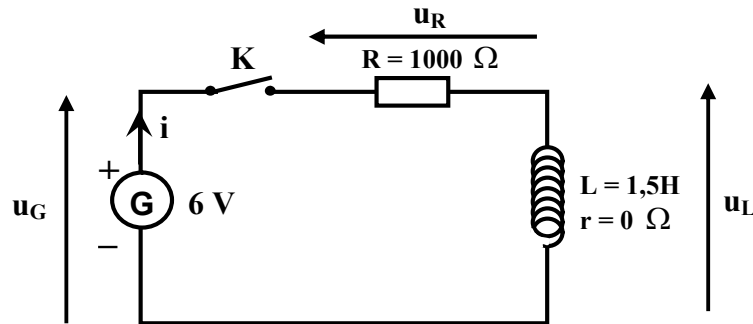 u_R
R = 1000 Ω
K
i
+
G
6 V
−
u_G
L = 1,5H
r = 0 Ω
u_L